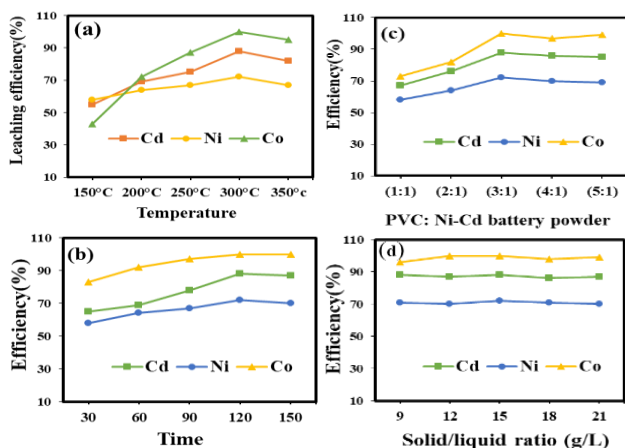 (a)
Leaching efficiency(%)
110
90
70
50
30
10
Cd Ni Co
150°C 200°C 250°C 300°C 350°c
Temperature
(c)
Efficiency(%)
110
90
70
50
30
10
Cd Ni Co
(1:1) (2:1) (3:1) (4:1) (5:1)
PVC: Ni-Cd battery powder
(b)
Efficiency(%)
110
90
70
50
30
10
Cd Ni Co
30 60 90 120 150
Time
(d)
Efficiency(%)
110
90
70
50
30
10
Cd Ni Co
9 12 15 18 21
Solid/liquid ratio (g/L)